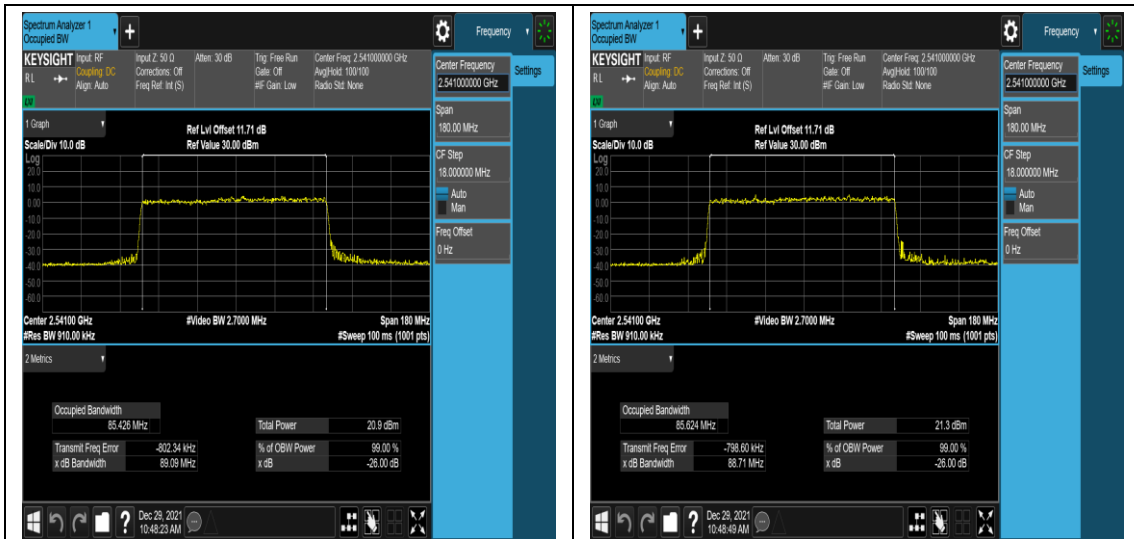 Spectrum Analyzer 1
Occupied BW
+
Frequency
KEYSIGHT
Input: RF
Input Z: 50 Ω
Atten: 30 dB
Trig: Free Run
Center Freq: 2.541000000 GHz
R L
Coupling: DC
Corrections: Off
Gate: Off
Avg|Hold: 100/100
Align: Auto
Freq Ref: Int (S)
#IF Gain: Low
Radio Std: None
Center Frequency
2.541000000 GHz
Settings
Span
180.00 MHz
CF Step
18.000000 MHz
Auto
Man
Freq Offset
0 Hz
1 Graph
Ref Lvl Offset 11.71 dB
Scale/Div 10.0 dB
Ref Value 30.00 dBm
Log
20.0
10.0
0.00
-10.0
-20.0
-30.0
-40.0
-50.0
-60.0
Center 2.54100 GHz
#Video BW 2.7000 MHz
Span 180 MHz
#Res BW 910.00 kHz
#Sweep 100 ms (1001 pts)
2 Metrics
Occupied Bandwidth
85.426 MHz
Total Power 20.9 dBm
Transmit Freq Error -802.34 kHz
% of OBW Power 99.00 %
x dB Bandwidth 89.09 MHz
x dB -26.00 dB
?
Dec 29, 2021
10:48:23 AM
Spectrum Analyzer 1
Occupied BW
+
Frequency
KEYSIGHT
Input: RF
Input Z: 50 Ω
Atten: 30 dB
Trig: Free Run
Center Freq: 2.541000000 GHz
R L
Coupling: DC
Corrections: Off
Gate: Off
Avg|Hold: 100/100
Align: Auto
Freq Ref: Int (S)
#IF Gain: Low
Radio Std: None
Center Frequency
2.541000000 GHz
Settings
Span
180.00 MHz
CF Step
18.000000 MHz
Auto
Man
Freq Offset
0 Hz
1 Graph
Ref Lvl Offset 11.71 dB
Scale/Div 10.0 dB
Ref Value 30.00 dBm
Log
20.0
10.0
0.00
-10.0
-20.0
-30.0
-40.0
-50.0
-60.0
Center 2.54100 GHz
#Video BW 2.7000 MHz
Span 180 MHz
#Res BW 910.00 kHz
#Sweep 100 ms (1001 pts)
2 Metrics
Occupied Bandwidth
85.624 MHz
Total Power 21.3 dBm
Transmit Freq Error -798.60 kHz
% of OBW Power 99.00 %
x dB Bandwidth 88.71 MHz
x dB -26.00 dB
?
Dec 29, 2021
10:48:49 AM